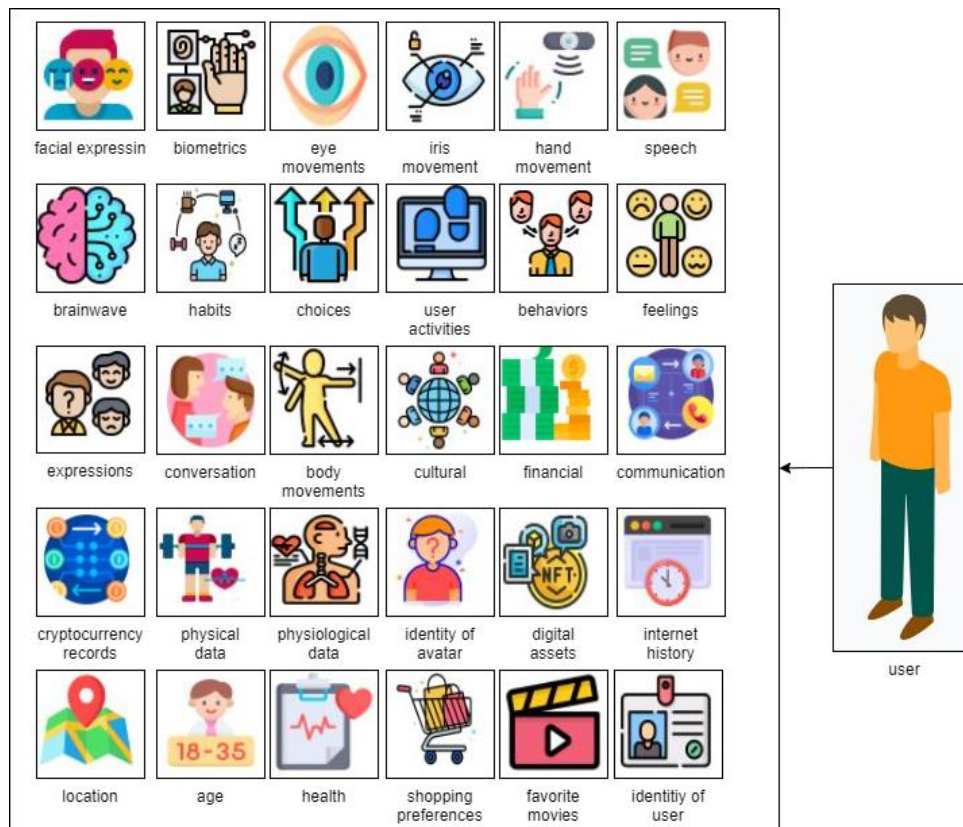 facial expressin
biometrics
eye
movements
iris
movement
hand
movement
speech
brainwave
habits
choices
user
activities
behaviors
feelings
expressions
conversation
body
movements
cultural
financial
communication
NFT
cryptocurrency
records
physical
data
physiological
data
identity of
avatar
digital
assets
internet
history
18-35
location
age
health
shopping
preferences
favorite
movies
identitiy of
user
user